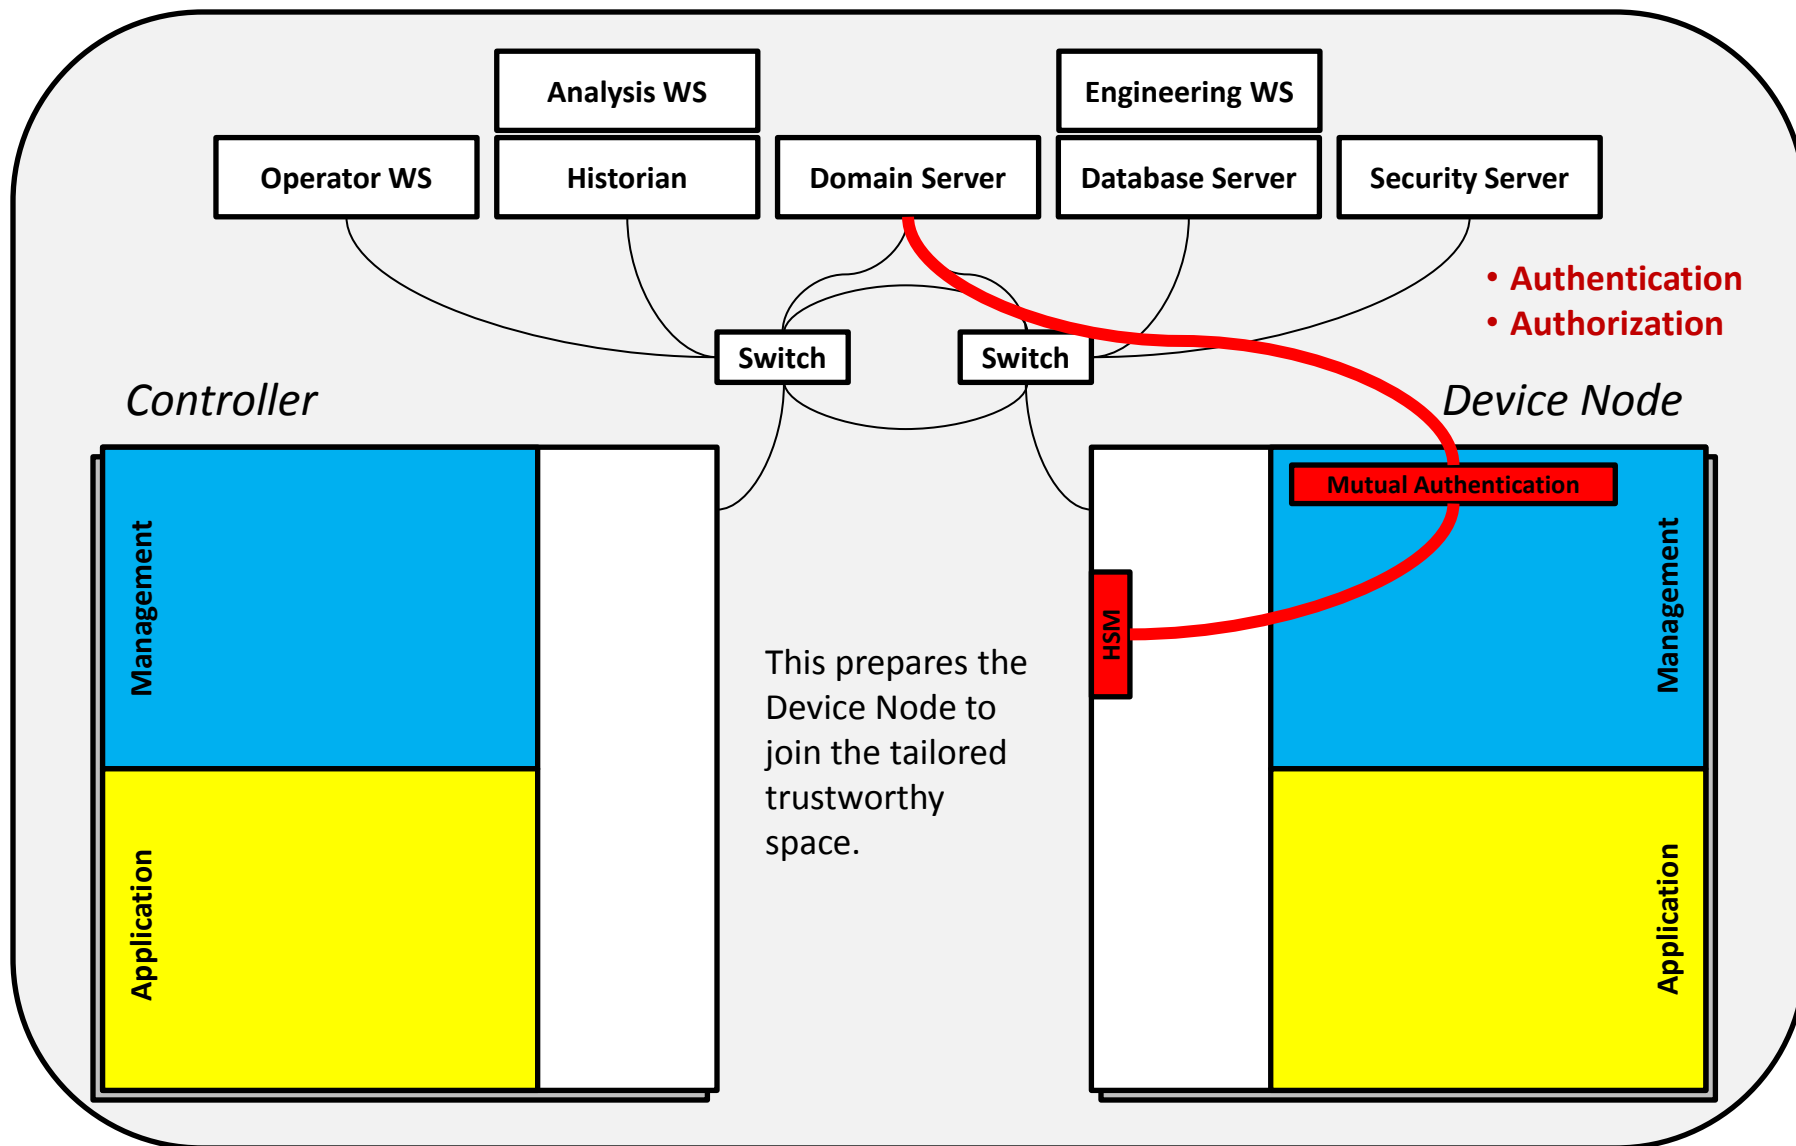 Analysis WS
Engineering WS
Operator WS
Historian
Domain Server
Database Server
Security Server
• Authentication
• Authorization
Switch
Switch
Controller
Device Node
Mutual Authentication
Management
Management
HSM
This prepares the
Device Node to
join the tailored
trustworthy
space.
Application
Application